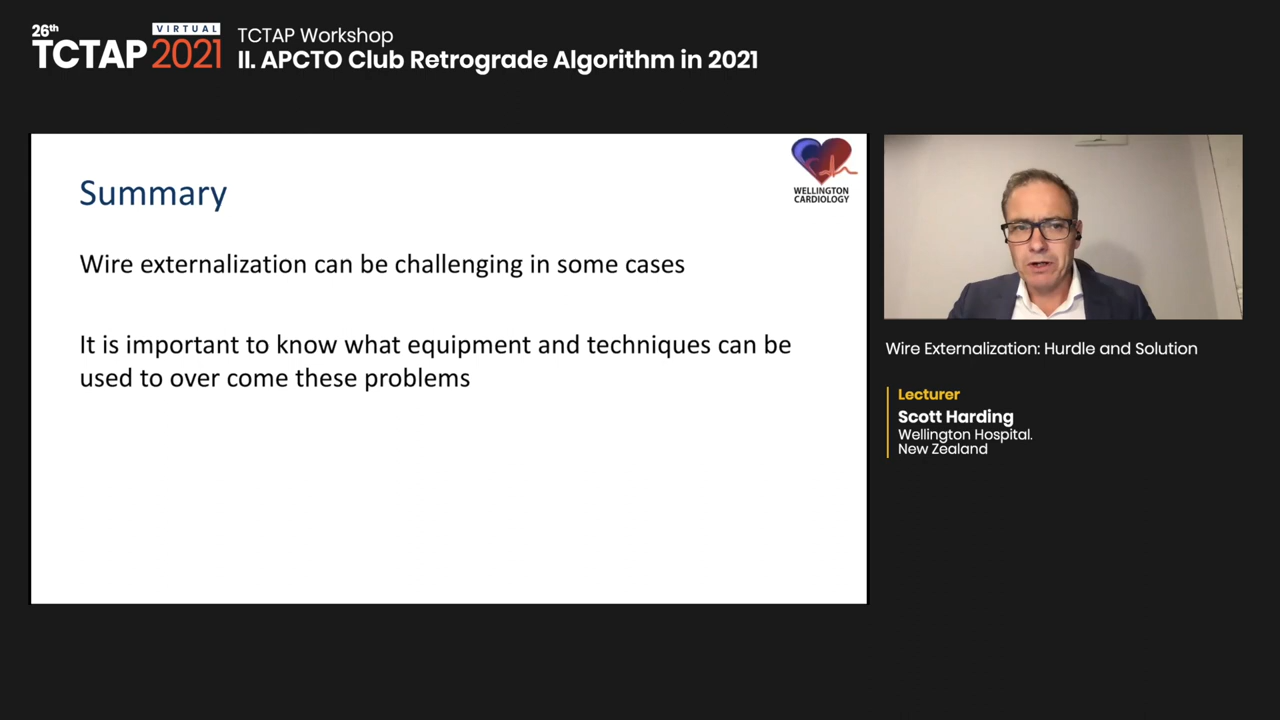 26th
VIRTUAL
TCTAP 2021
TCTAP Workshop
II. APCTO Club Retrograde Algorithm in 2021
WELLINGTON
CARDIOLOGY
Summary
Wire externalization can be challenging in some cases
It is important to know what equipment and techniques can be
used to over come these problems
Wire Externalization: Hurdle and Solution
Lecturer
Scott Harding
Wellington Hospital.
New Zealand